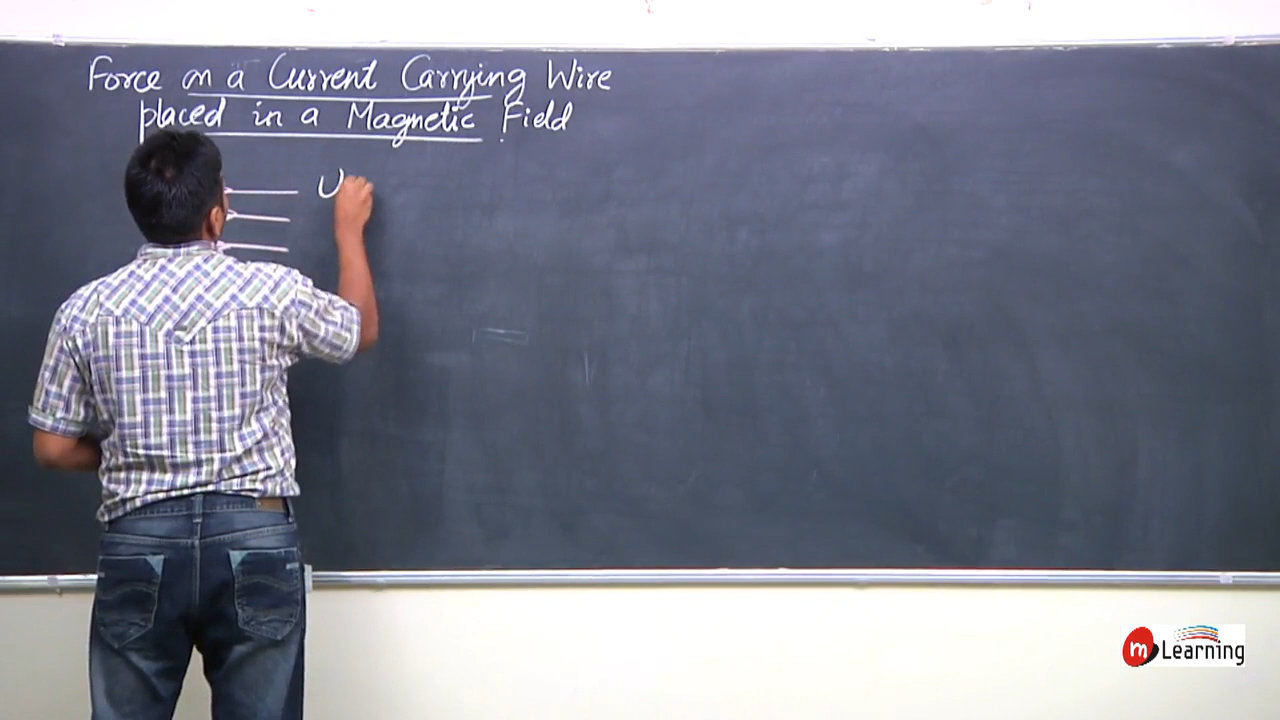 Force on a Current Carrying Wire
placed in a Magnetic Field
U
m Learning